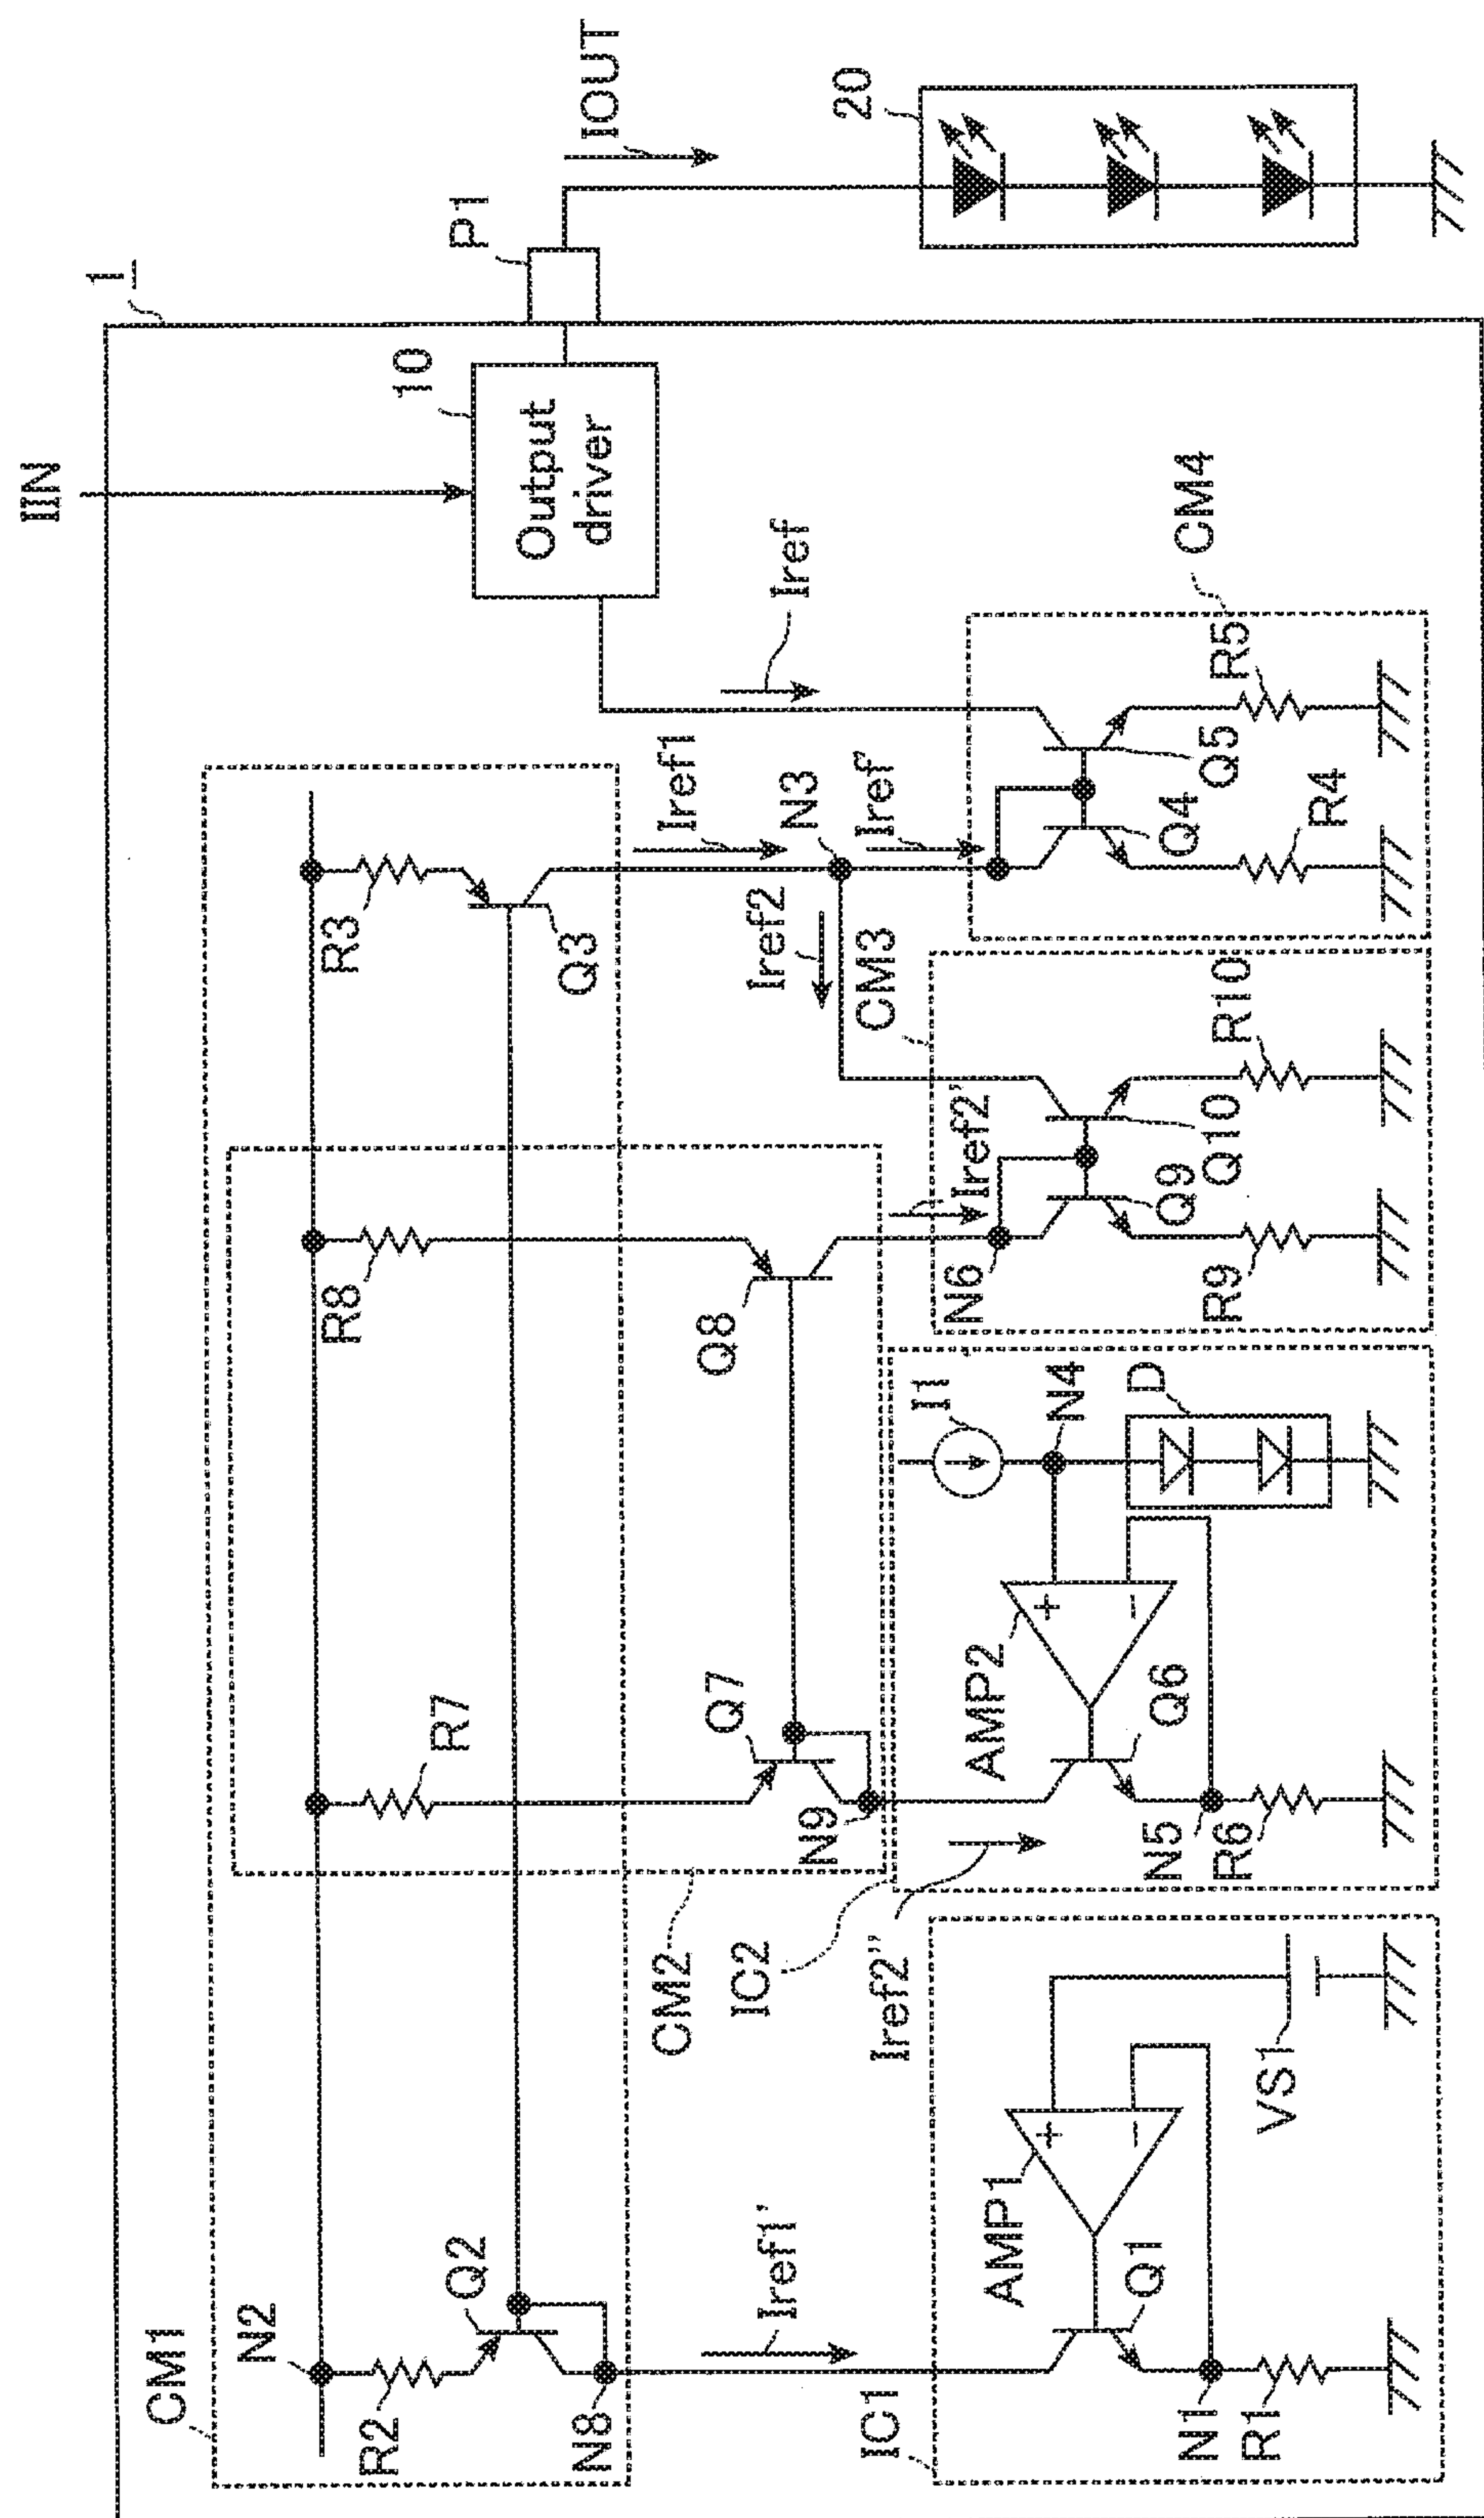 IIN
1
P1
IOUT
20
10
Output
driver
Iref
CM4
R5
Q5
Q4
R4
Iref1
N3
Iref'
R3
Q3
Iref2
CM3
R10
Q10
Q9
R9
Iref2'
N6
R8
Q8
I1
N4
D
AMP2
Q6
+
−
R7
Q7
N9
N5
R6
CM2
IC2
Iref2''
VS1
AMP1
+
−
Q1
CM1
N2
Q2
R2
N8
Iref1'
IC1
N1
R1